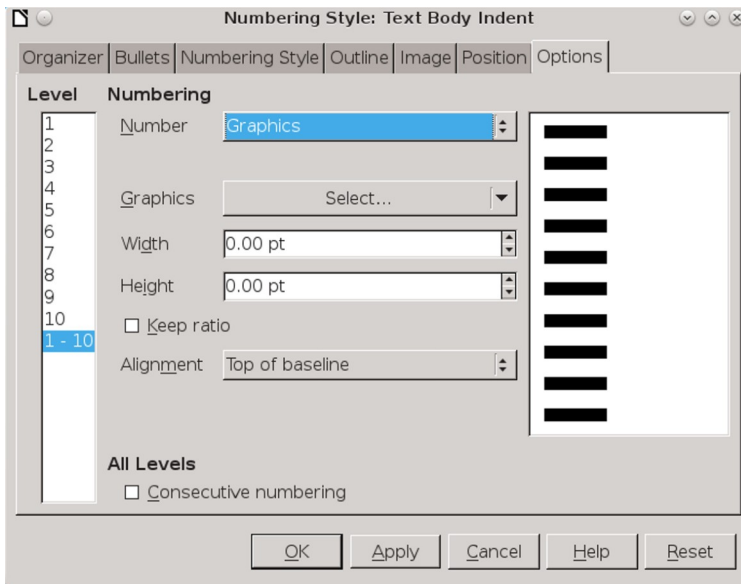 Numbering Style: Text Body Indent
Organizer Bullets Numbering Style Outline Image Position Options
Level Numbering
1
2
3
4
5
6
7
8
9
10
1 - 10
Number Graphics
Graphics Select...
Width 0.00 pt
Height 0.00 pt
Keep ratio
Alignment Top of baseline
All Levels
Consecutive numbering
OK Apply Cancel Help Reset